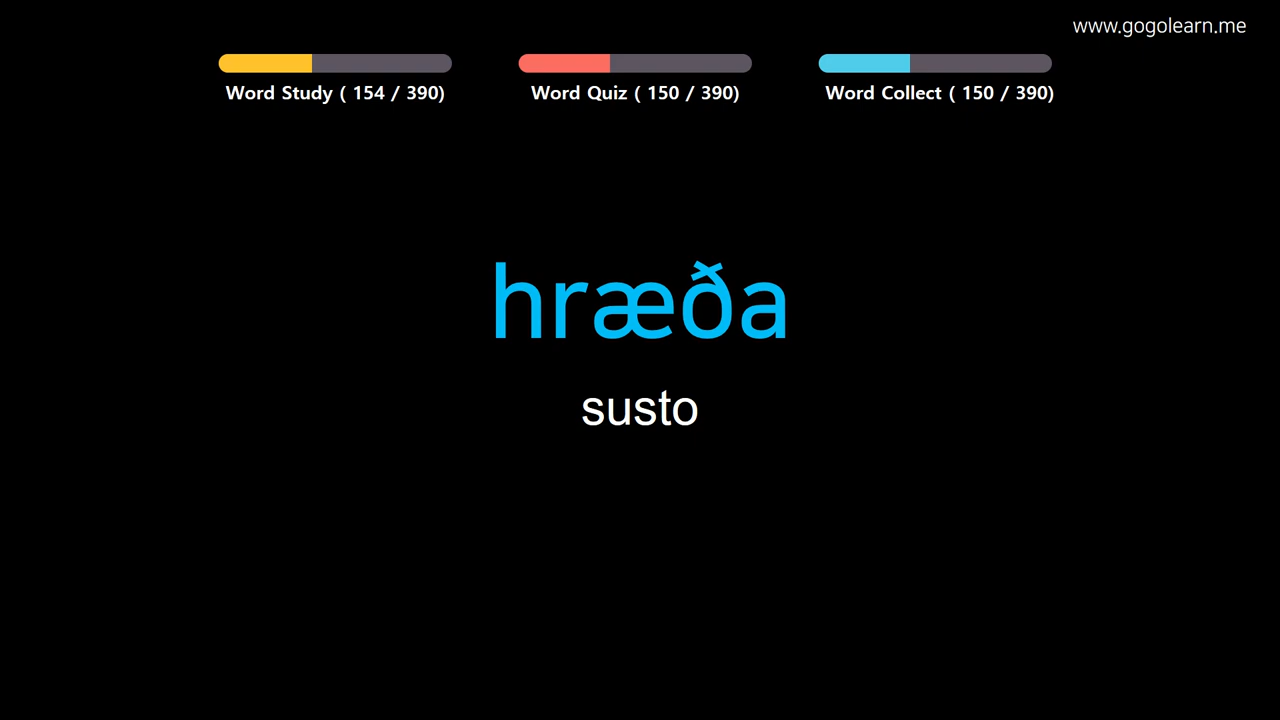 www.gogolearn.me
Word Study ( 154 / 390)
Word Quiz ( 150 / 390)
Word Collect ( 150 / 390)
hræða
susto